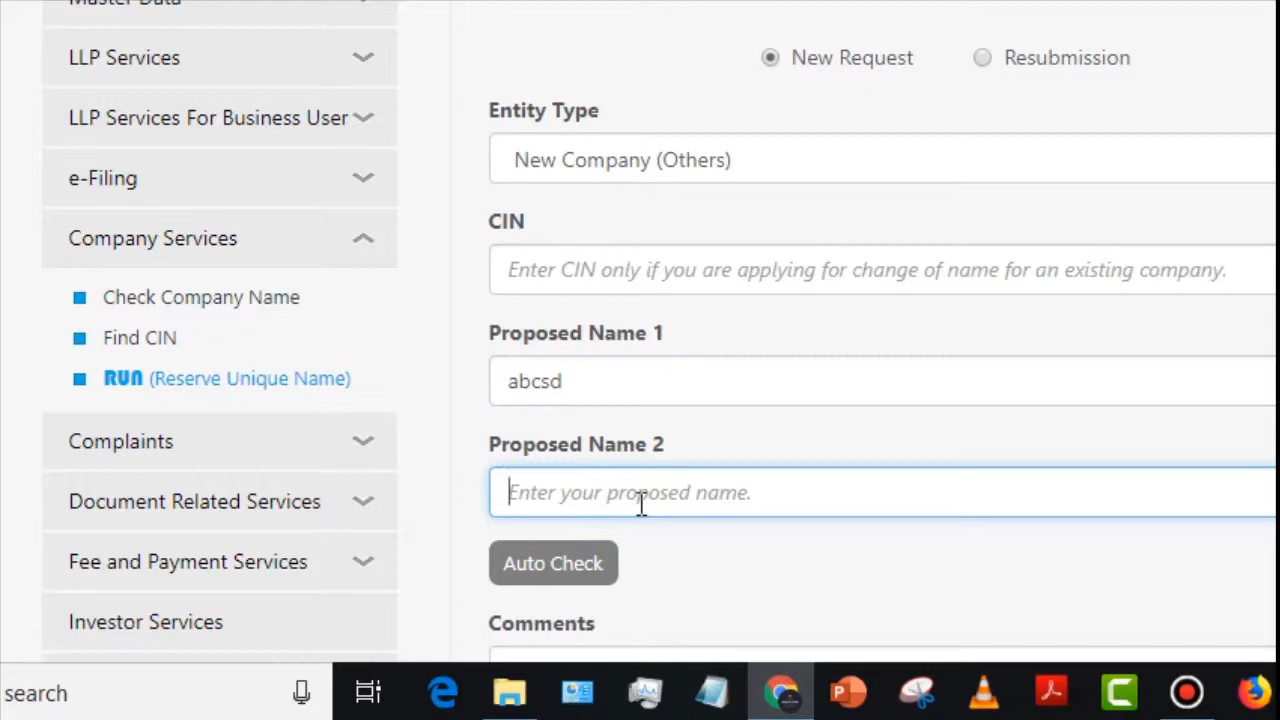 Master Data
LLP Services
LLP Services For Business User
e-Filing
Company Services
Check Company Name
Find CIN
RUN (Reserve Unique Name)
Complaints
Document Related Services
Fee and Payment Services
Investor Services
New Request
Resubmission
Entity Type
New Company (Others)
CIN
Enter CIN only if you are applying for change of name for an existing company.
Proposed Name 1
abcsd
Proposed Name 2
Enter your proposed name.
Auto Check
Comments
search